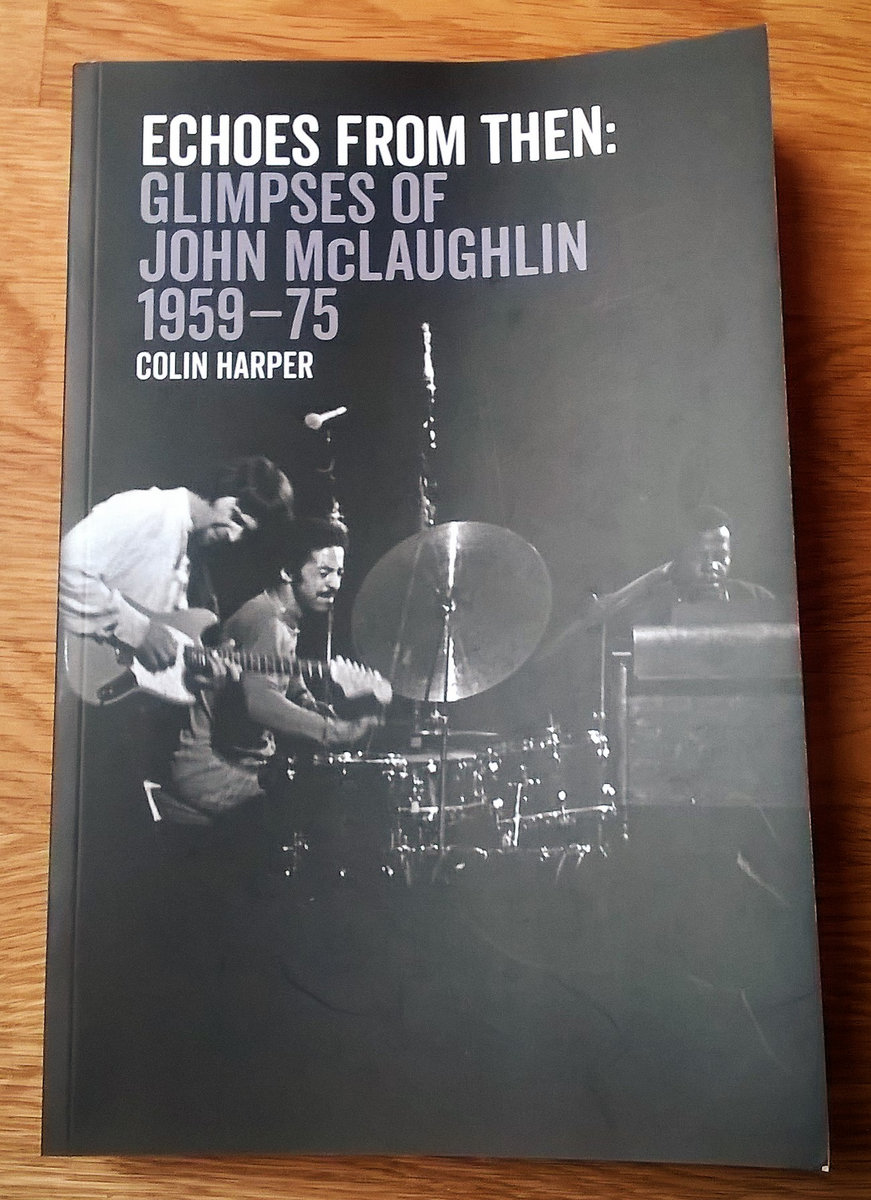 ECHOES FROM THEN:
GLIMPSES OF
JOHN McLAUGHLIN
1959–75
COLIN HARPER